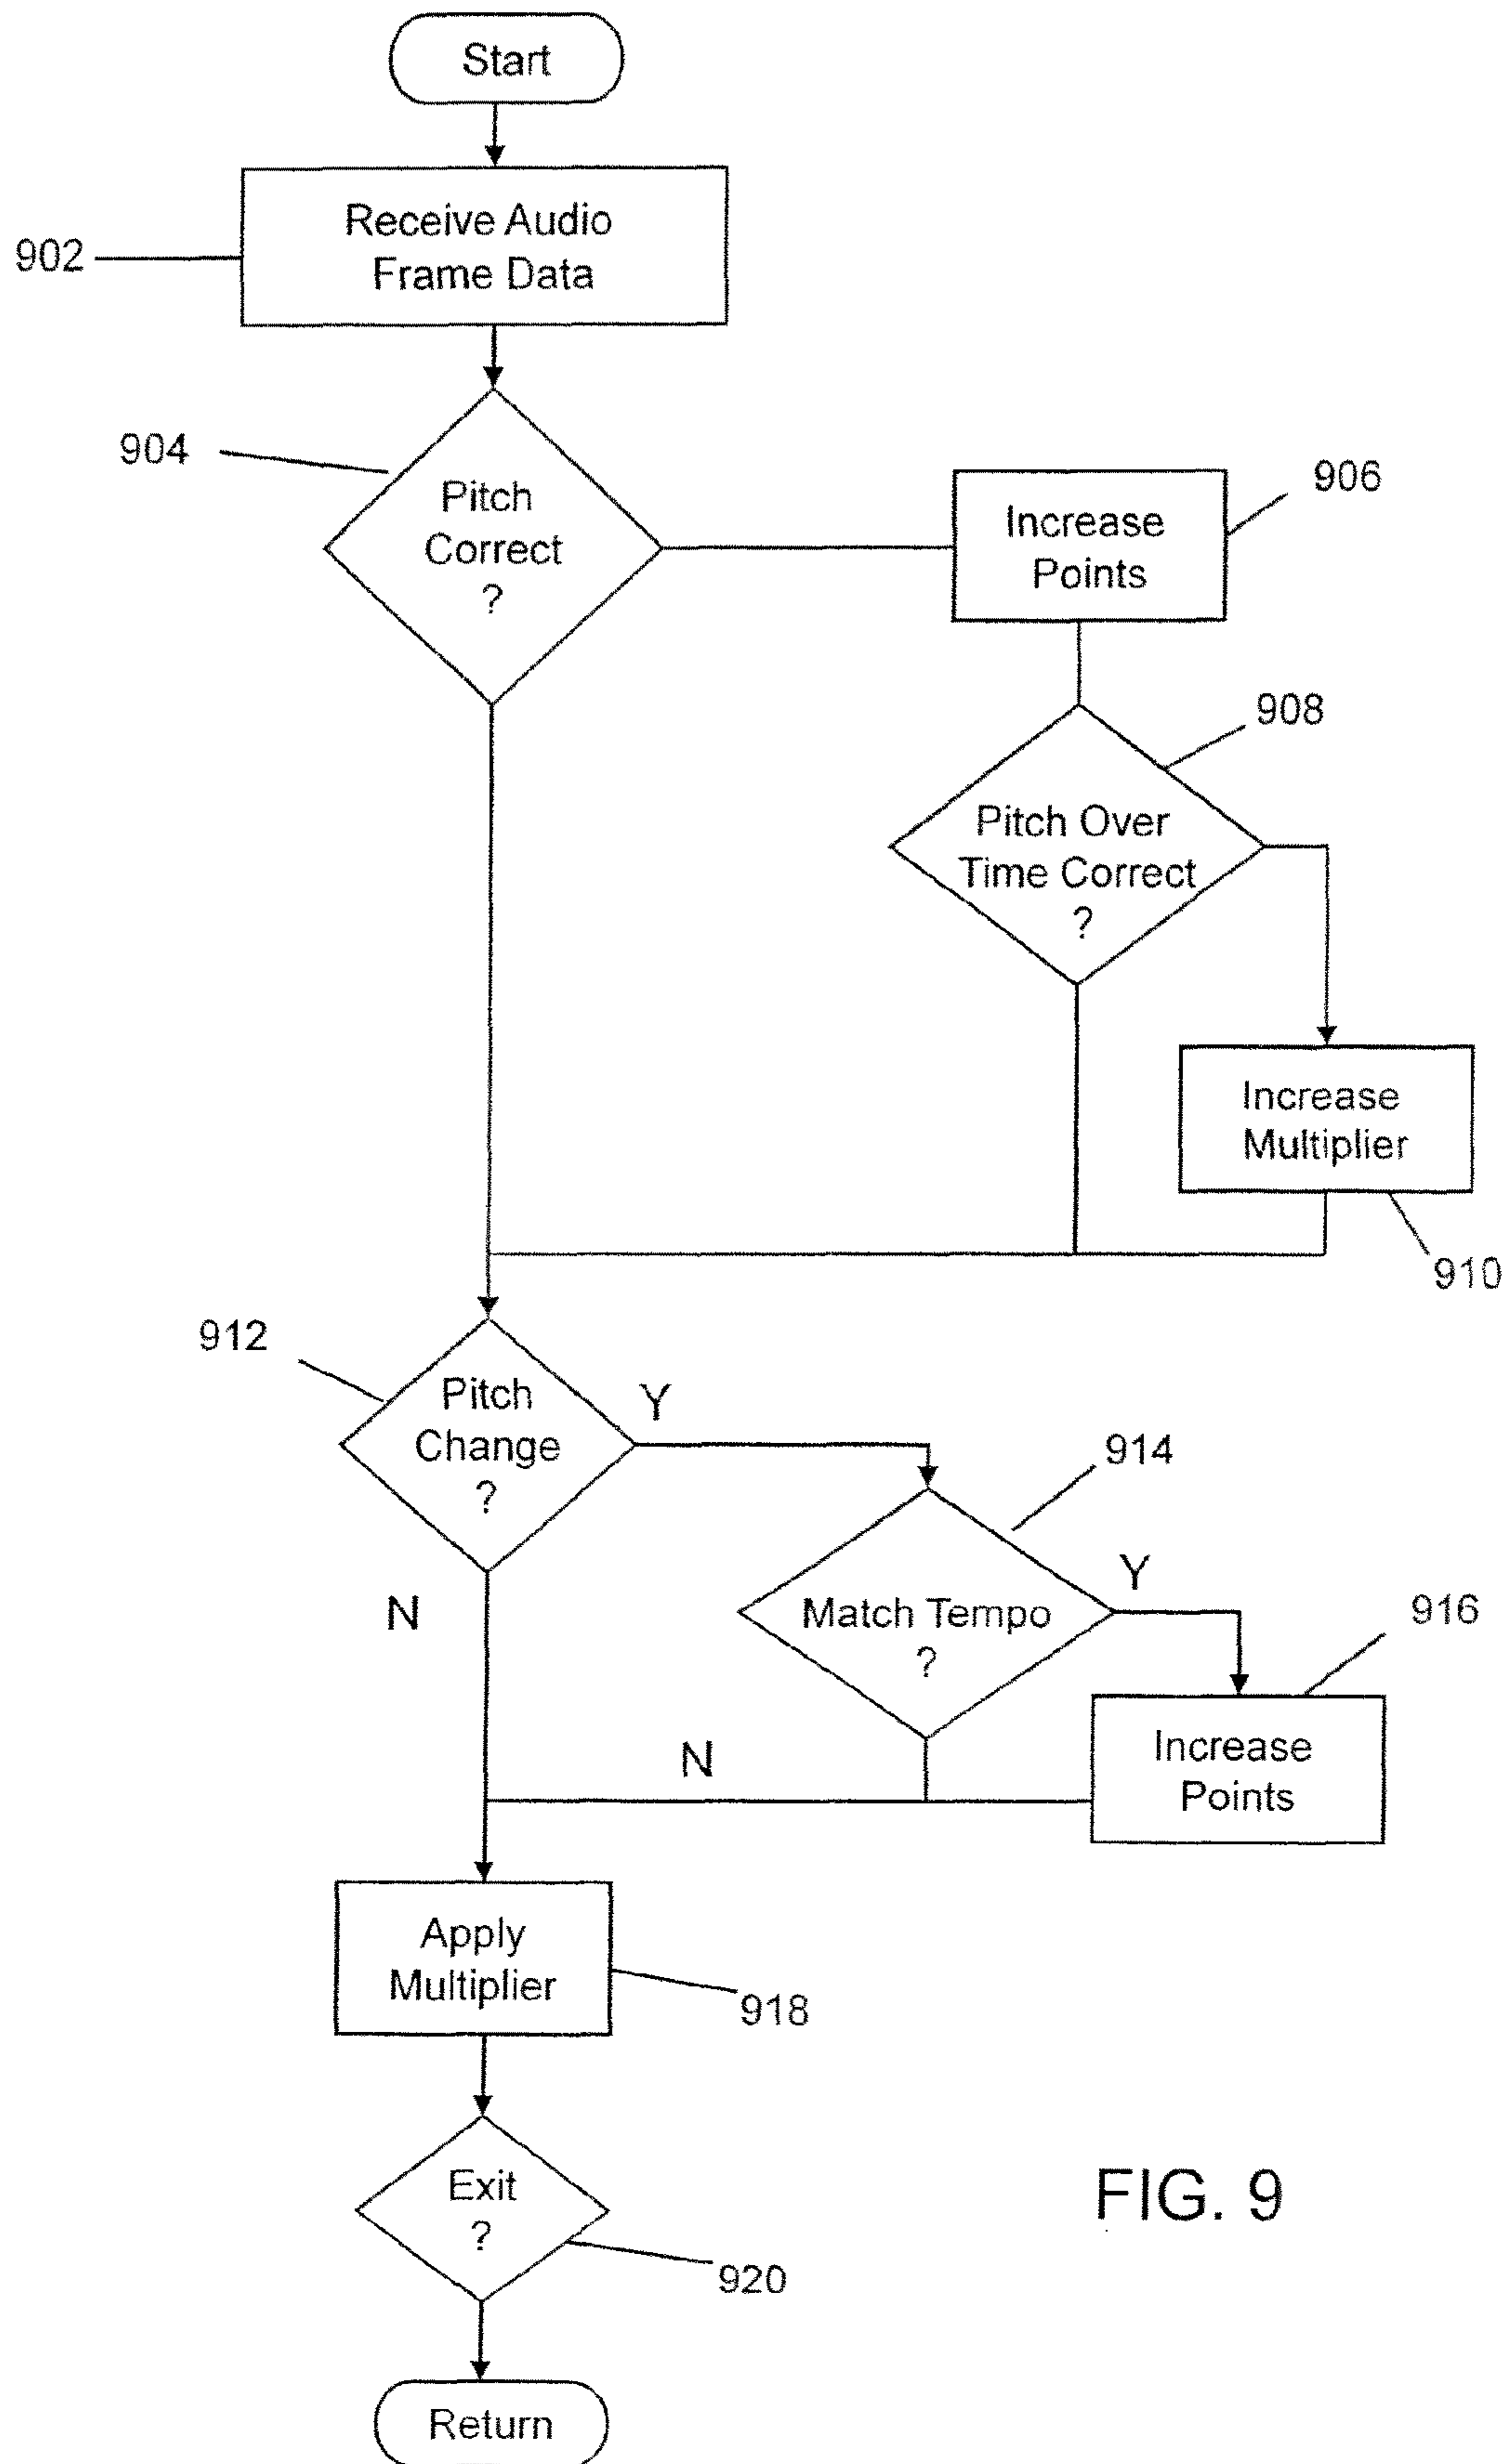 Start
Receive Audio
Frame Data
902
904
Pitch
Correct
?
906
Increase
Points
908
Pitch Over
Time Correct
?
Increase
Multiplier
910
912
Pitch
Change
?
Y
N
914
Match Tempo
?
Y
N
916
Increase
Points
Apply
Multiplier
918
Exit
?
920
FIG. 9
Return